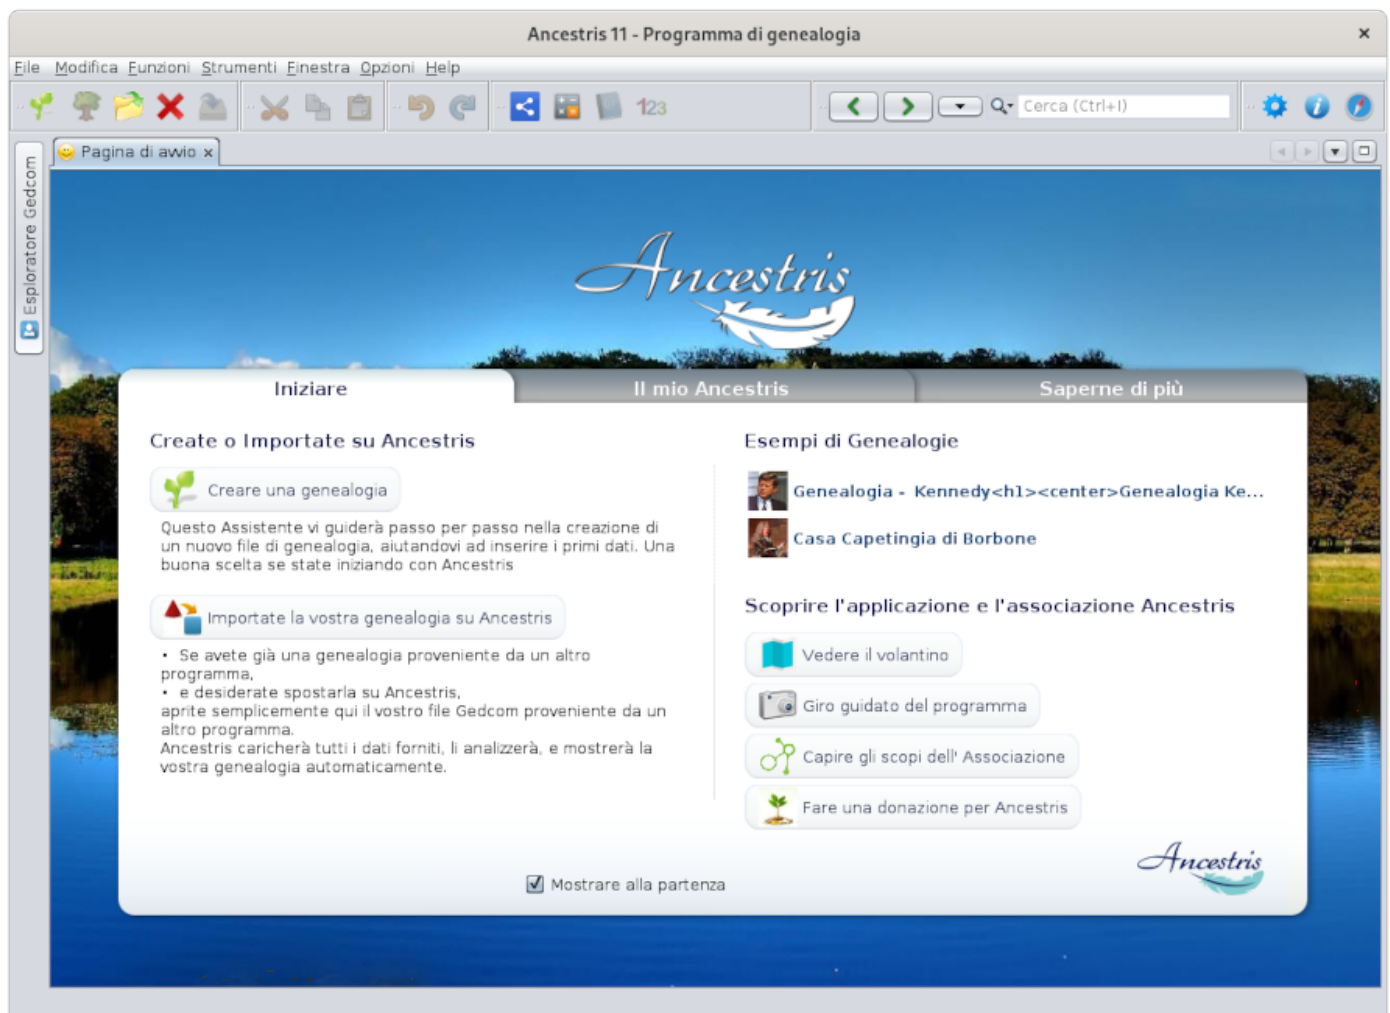 Ancestris 11 - Programma di genealogia
File Modifica Funzioni Strumenti Finestra Opzioni Help
123
Cerca (Ctrl+I)
Pagina di avvio
Esploratore Gedcom
Ancestris
Iniziare
Il mio Ancestris
Saperne di più
Create o Importate su Ancestris
Creare una genealogia
Questo Assistente vi guiderà passo per passo nella creazione di
un nuovo file di genealogia, aiutandovi ad inserire i primi dati. Una
buona scelta se state iniziando con Ancestris
Importate la vostra genealogia su Ancestris
• Se avete già una genealogia proveniente da un altro
programma,
• e desiderate spostarla su Ancestris,
aprite semplicemente qui il vostro file Gedcom proveniente da un
altro programma.
Ancestris caricherà tutti i dati forniti, li analizzerà, e mostrerà la
vostra genealogia automaticamente.
Esempi di Genealogie
Genealogia - Kennedy<h1><center>Genealogia Ke...
Casa Capetingia di Borbone
Scoprire l'applicazione e l'associazione Ancestris
Vedere il volantino
Giro guidato del programma
Capire gli scopi dell' Associazione
Fare una donazione per Ancestris
Ancestris
Mostrare alla partenza